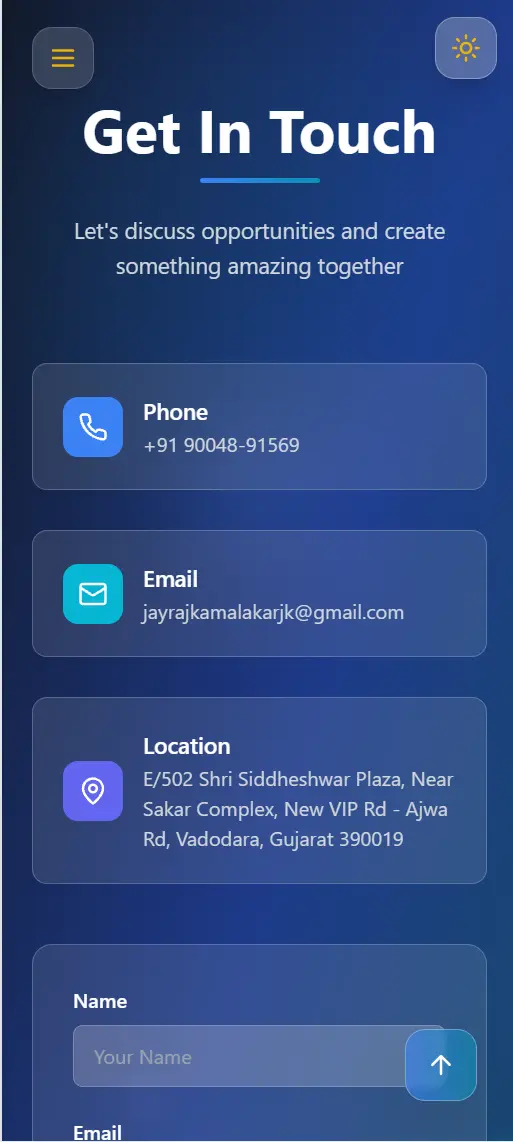 Get In Touch
Let's discuss opportunities and create
something amazing together
Phone
+91 90048-91569
Email
jayrajkamalakarjk@gmail.com
Location
E/502 Shri Siddheshwar Plaza, Near
Sakar Complex, New VIP Rd - Ajwa
Rd, Vadodara, Gujarat 390019
Name
Your Name
Email